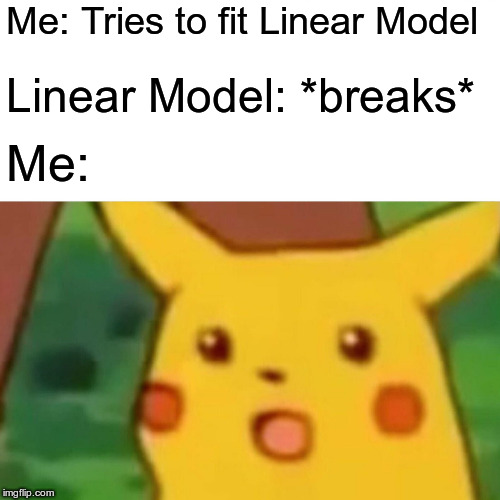 Me: Tries to fit Linear Model
Linear Model: *breaks*
Me:
imgflip.com